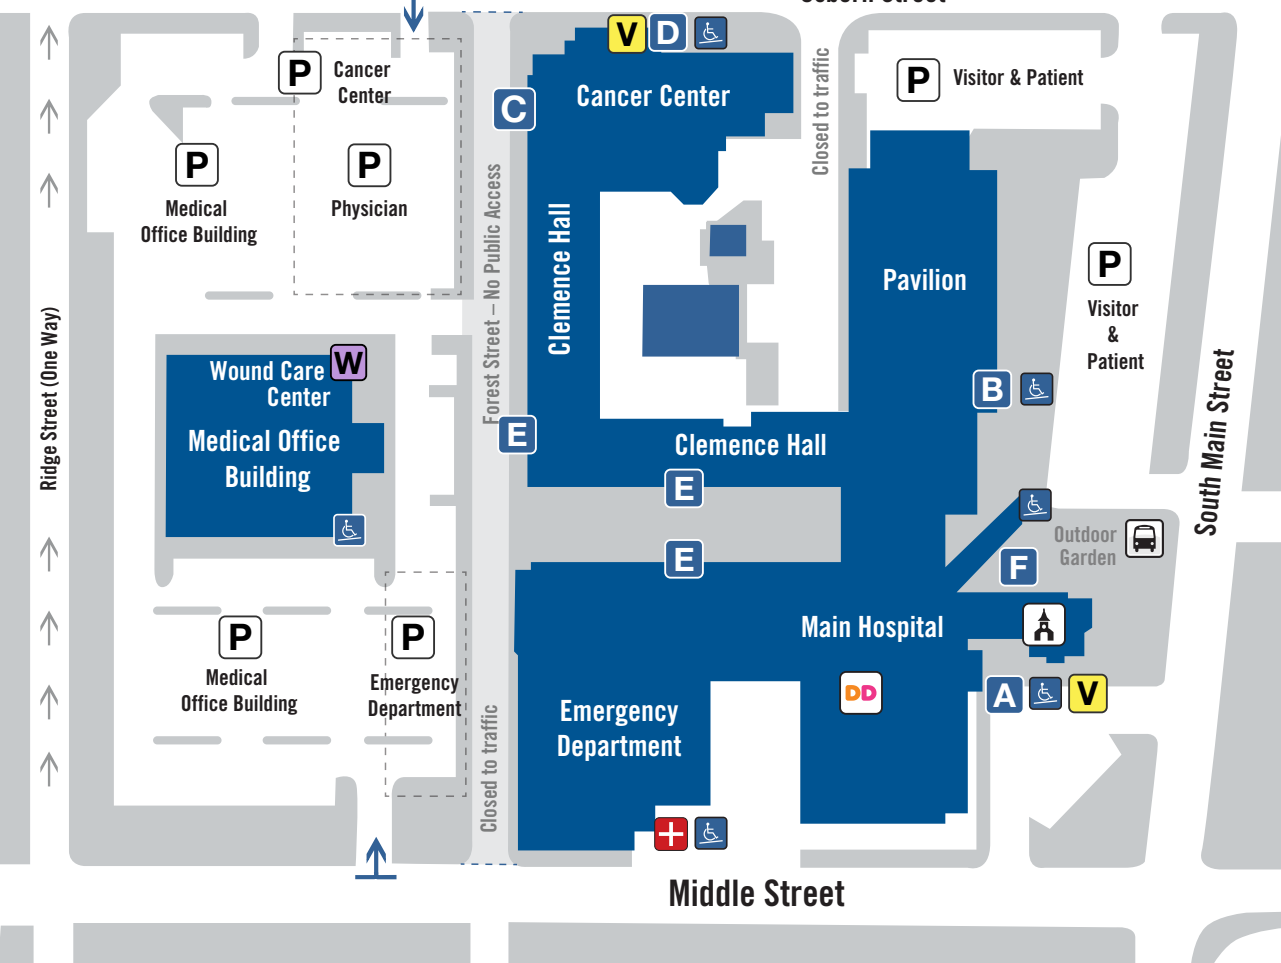 V
D
C
Cancer Center
Closed to traffic
P
Visitor & Patient
P
Cancer
Center
P
Medical
Office Building
P
Physician
Forest Street – No Public Access
Clemence Hall
Pavilion
P
Visitor
&
Patient
Ridge Street (One Way)
Wound Care
Center
W
Medical Office
Building
E
Clemence Hall
E
E
B
South Main Street
Outdoor
Garden
F
Main Hospital
DD
A
V
P
Medical
Office Building
P
Emergency
Department
Closed to traffic
Emergency
Department
Middle Street